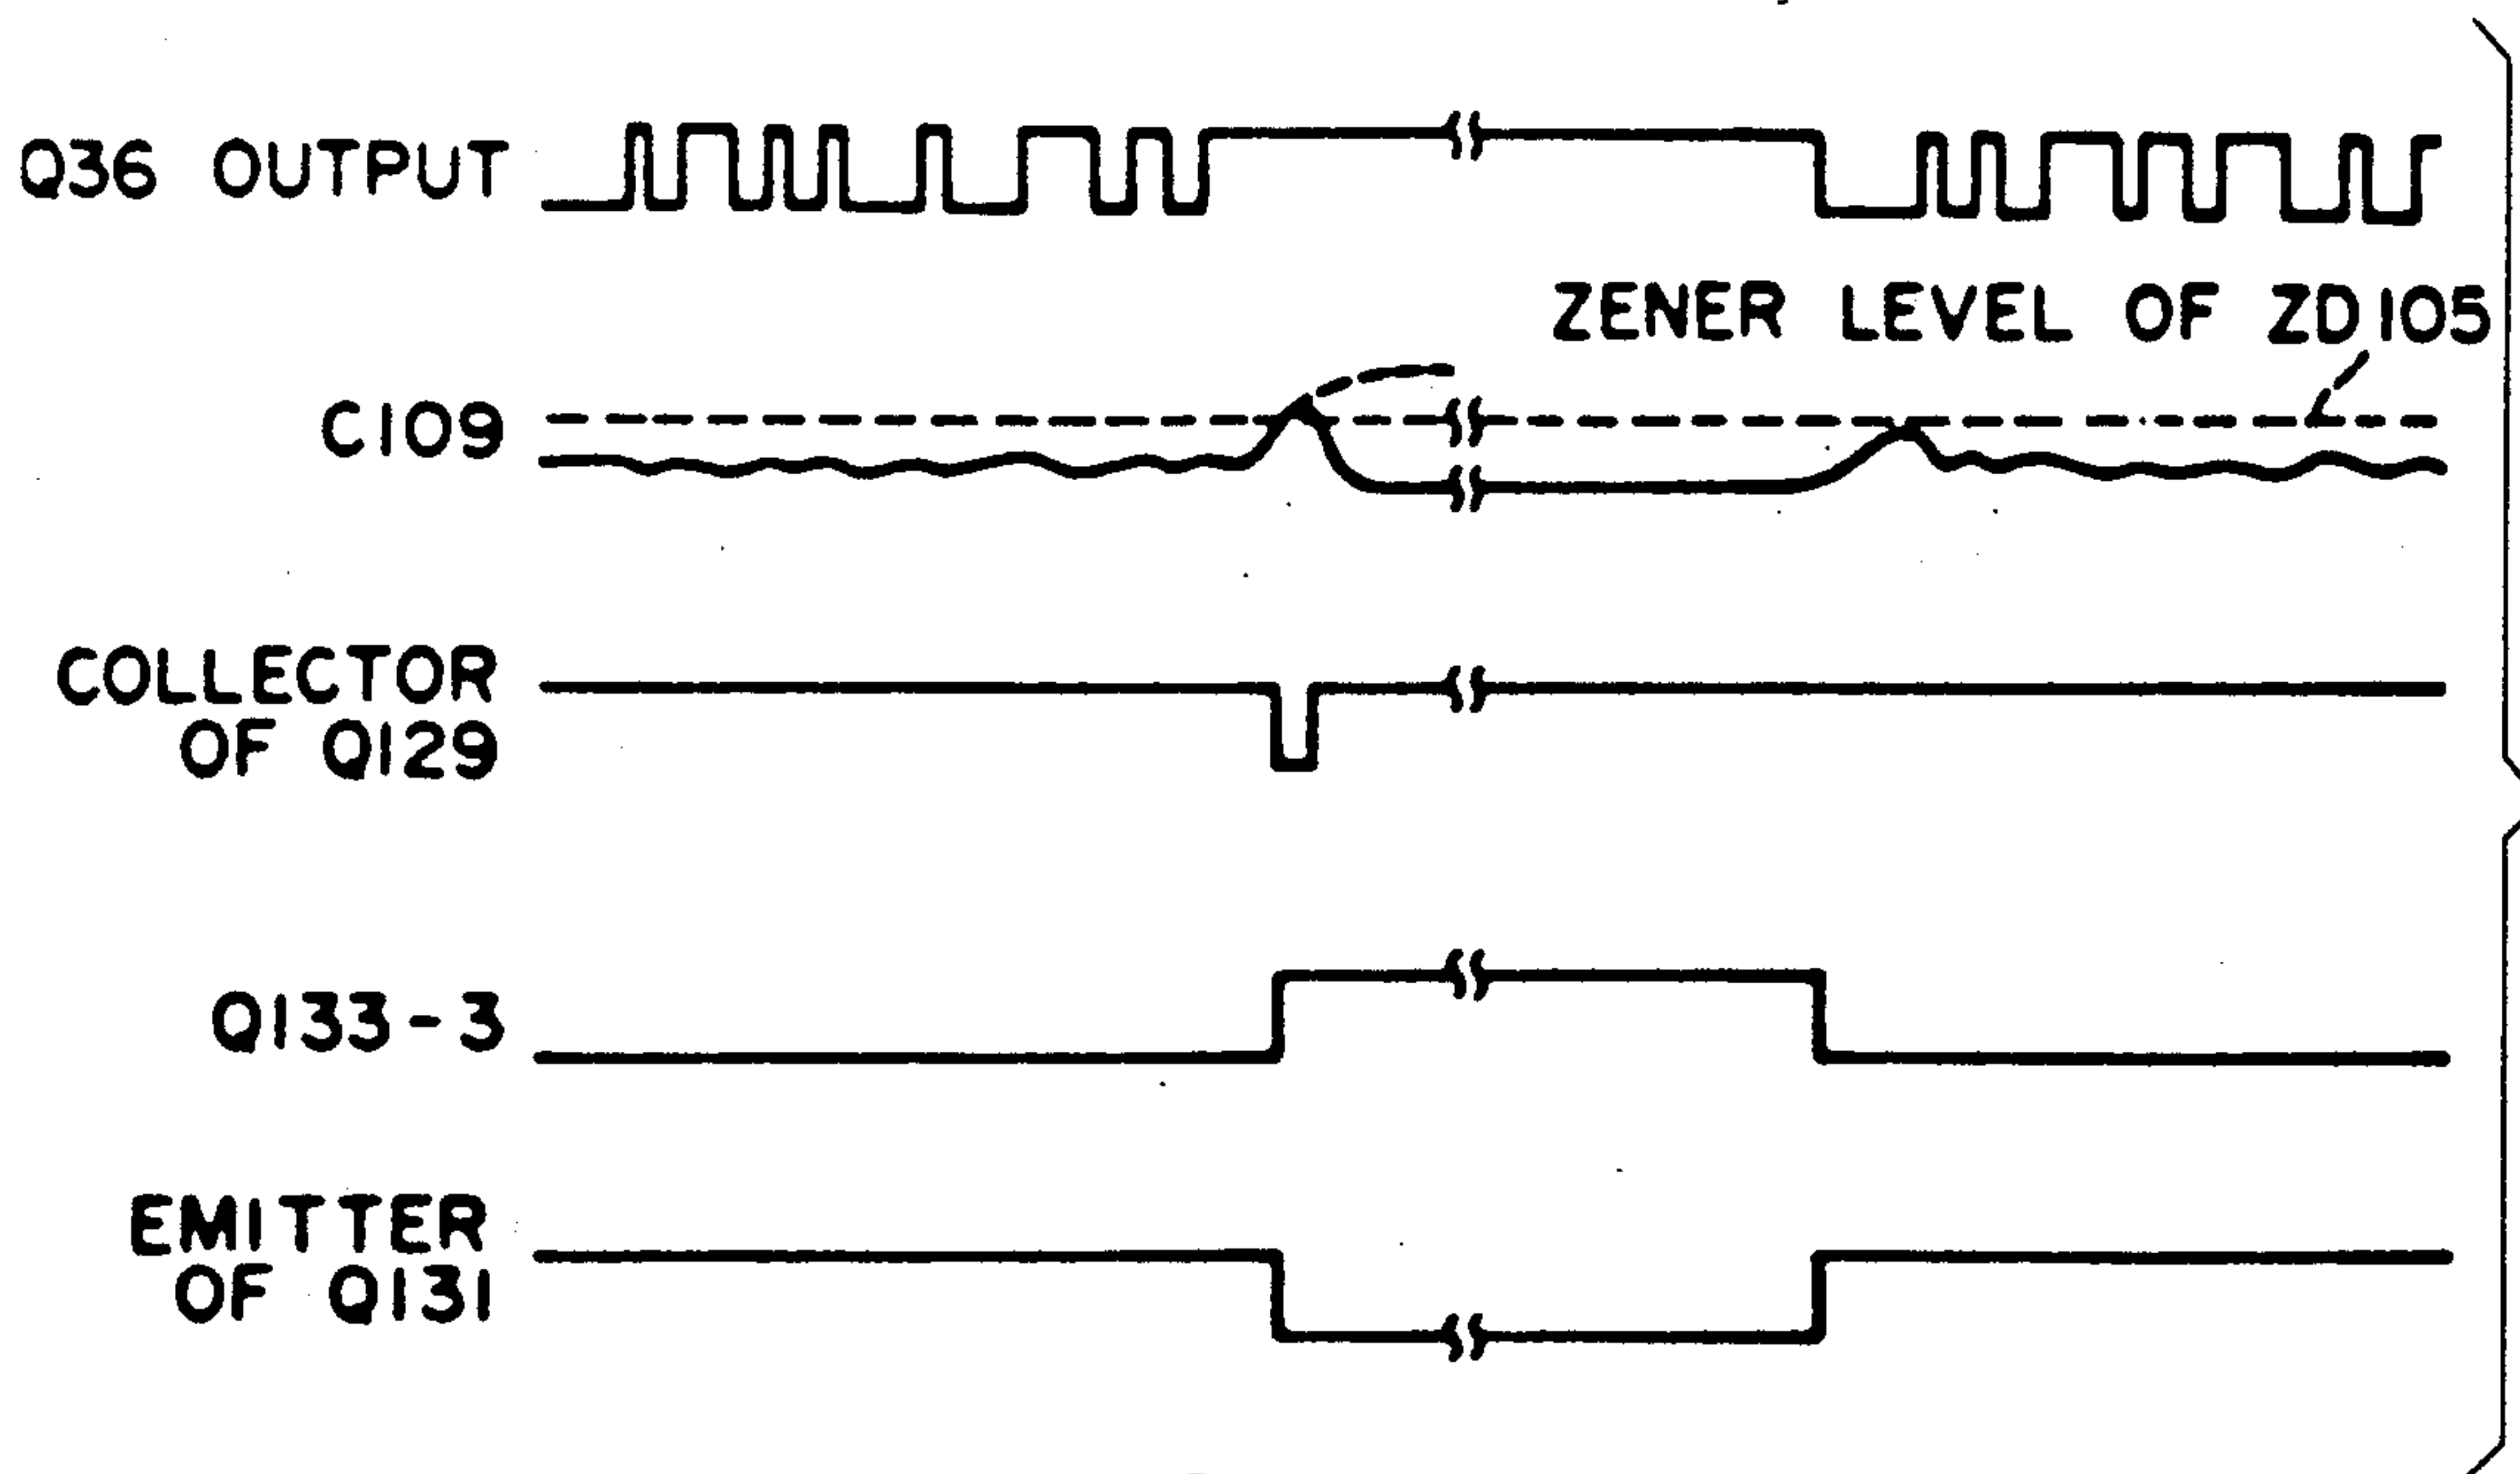 Q36 OUTPUT
ZENER LEVEL OF ZD105
C109
COLLECTOR
OF Q129
Q133-3
EMITTER
OF Q131